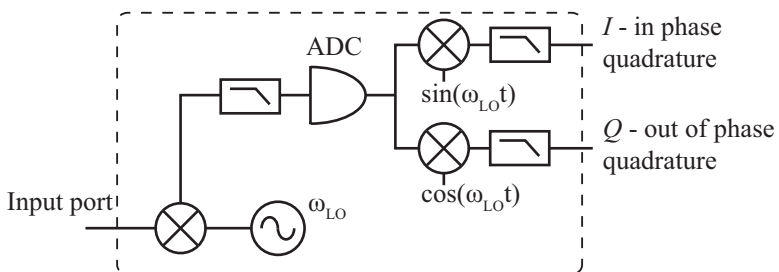 ADC
I - in phase
quadrature
sin(ω_LO t)
Q - out of phase
quadrature
cos(ω_LO t)
Input port
ω_LO